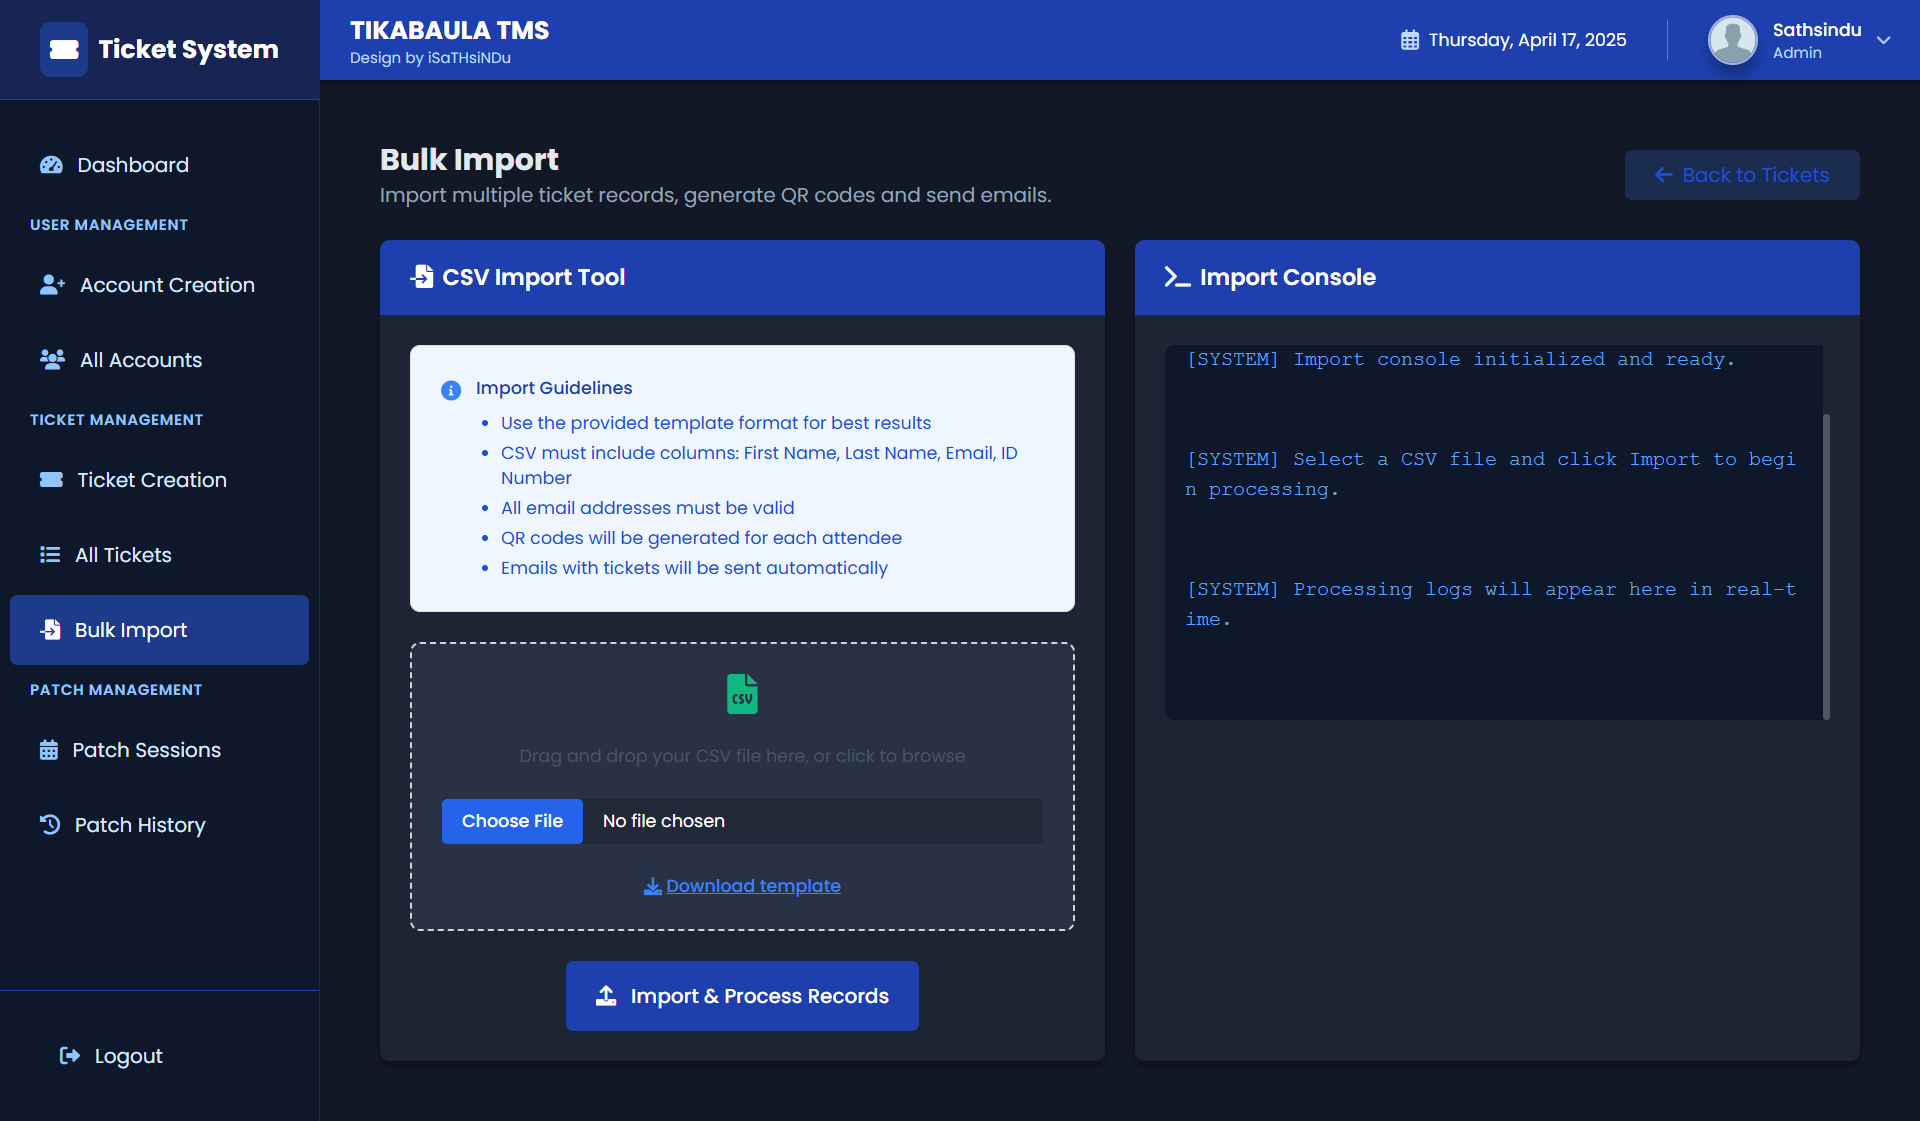 Ticket System
TIKABAULA TMS
Design by iSaTHsiNDu
Thursday, April 17, 2025
Sathsindu
Admin
Dashboard
USER MANAGEMENT
Account Creation
All Accounts
TICKET MANAGEMENT
Ticket Creation
All Tickets
Bulk Import
PATCH MANAGEMENT
Patch Sessions
Patch History
Logout
Bulk Import
Import multiple ticket records, generate QR codes and send emails.
Back to Tickets
CSV Import Tool
Import Guidelines
Use the provided template format for best results
CSV must include columns: First Name, Last Name, Email, ID
Number
All email addresses must be valid
QR codes will be generated for each attendee
Emails with tickets will be sent automatically
CSV
Drag and drop your CSV file here, or click to browse
Choose File No file chosen
Download template
Import & Process Records
Import Console
[SYSTEM] Import console initialized and ready.
[SYSTEM] Select a CSV file and click Import to begi
n processing.
[SYSTEM] Processing logs will appear here in real-t
ime.